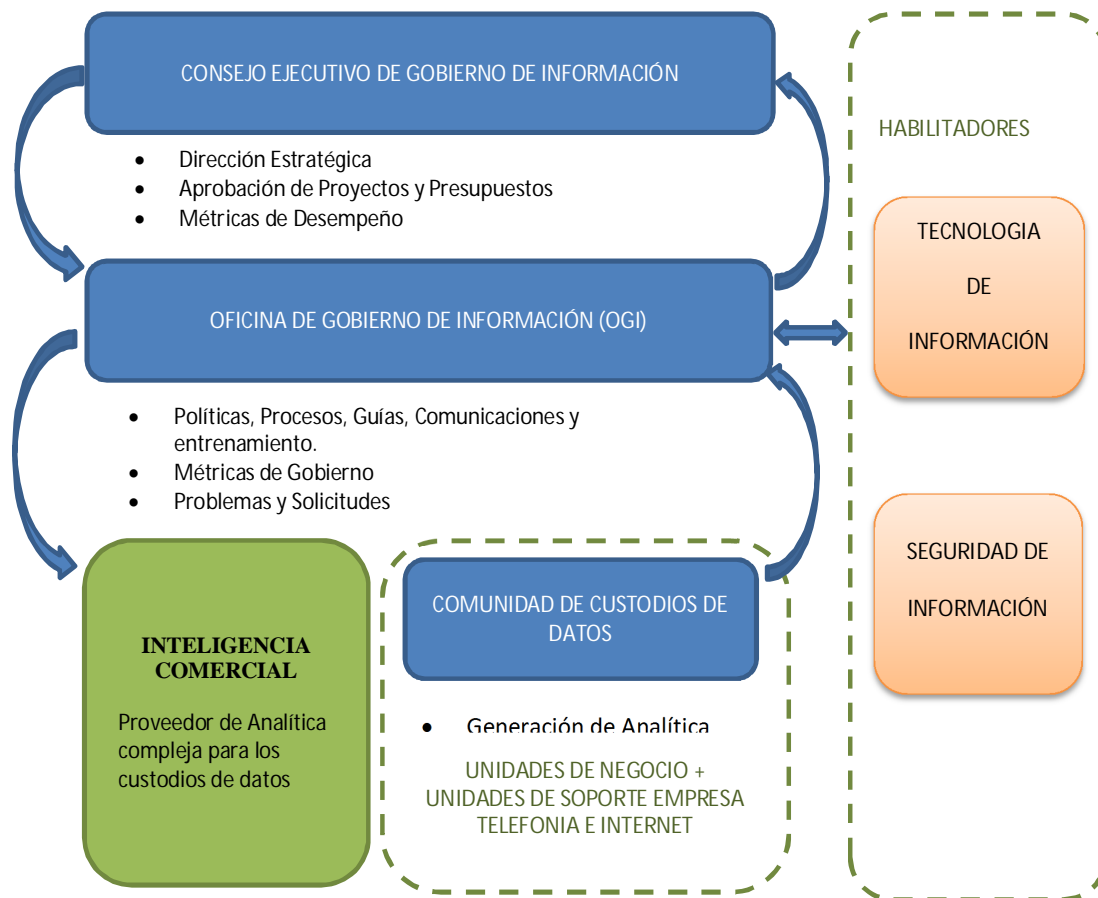 CONSEJO EJECUTIVO DE GOBIERNO DE INFORMACIÓN
• Dirección Estratégica
• Aprobación de Proyectos y Presupuestos
• Métricas de Desempeño
OFICINA DE GOBIERNO DE INFORMACIÓN (OGI)
• Políticas, Procesos, Guías, Comunicaciones y
entrenamiento.
• Métricas de Gobierno
• Problemas y Solicitudes
INTELIGENCIA
COMERCIAL
Proveedor de Analítica
compleja para los
custodios de datos
COMUNIDAD DE CUSTODIOS DE
DATOS
• Generación de Analítica
UNIDADES DE NEGOCIO +
UNIDADES DE SOPORTE EMPRESA
TELEFONIA E INTERNET
HABILITADORES
TECNOLOGIA
DE
INFORMACIÓN
SEGURIDAD DE
INFORMACIÓN